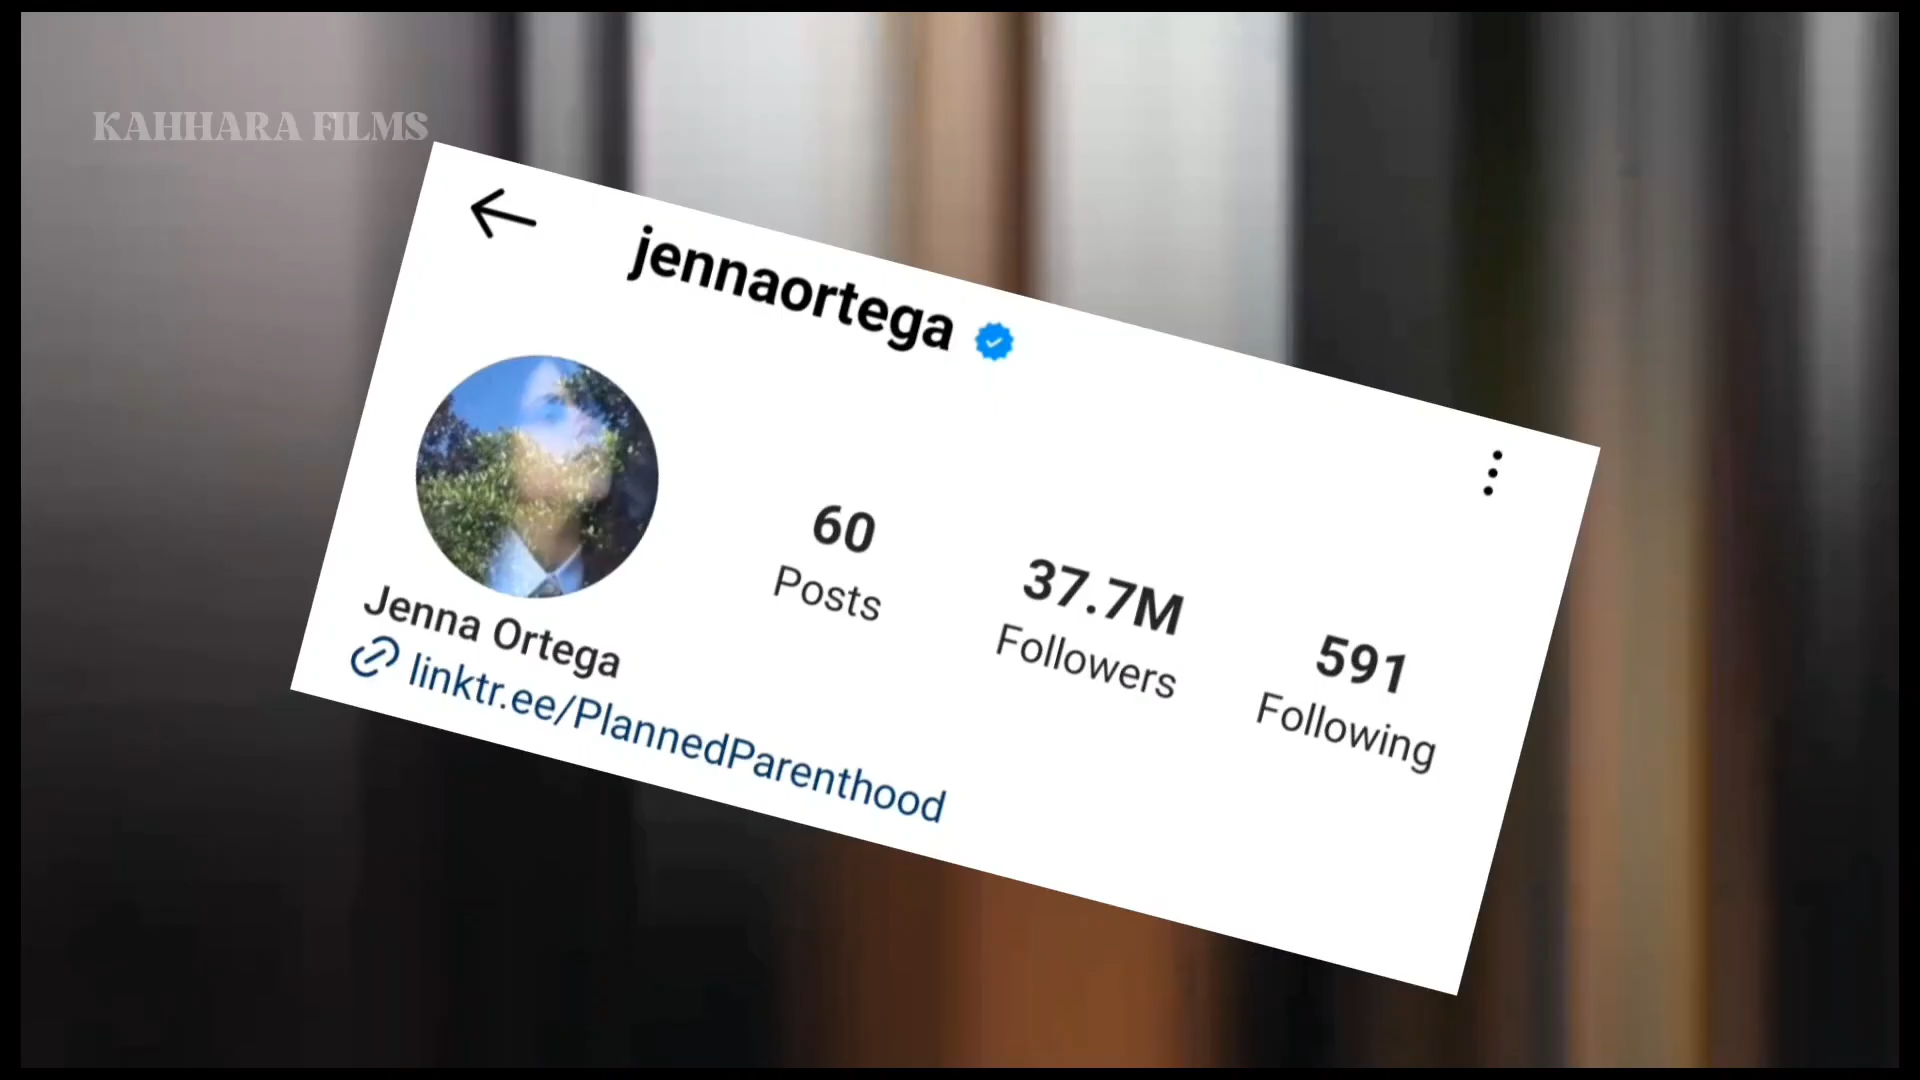 KAHHARA FILMS
jennaortega
60
Posts
37.7M
Followers
591
Following
Jenna Ortega
linktr.ee/PlannedParenthood